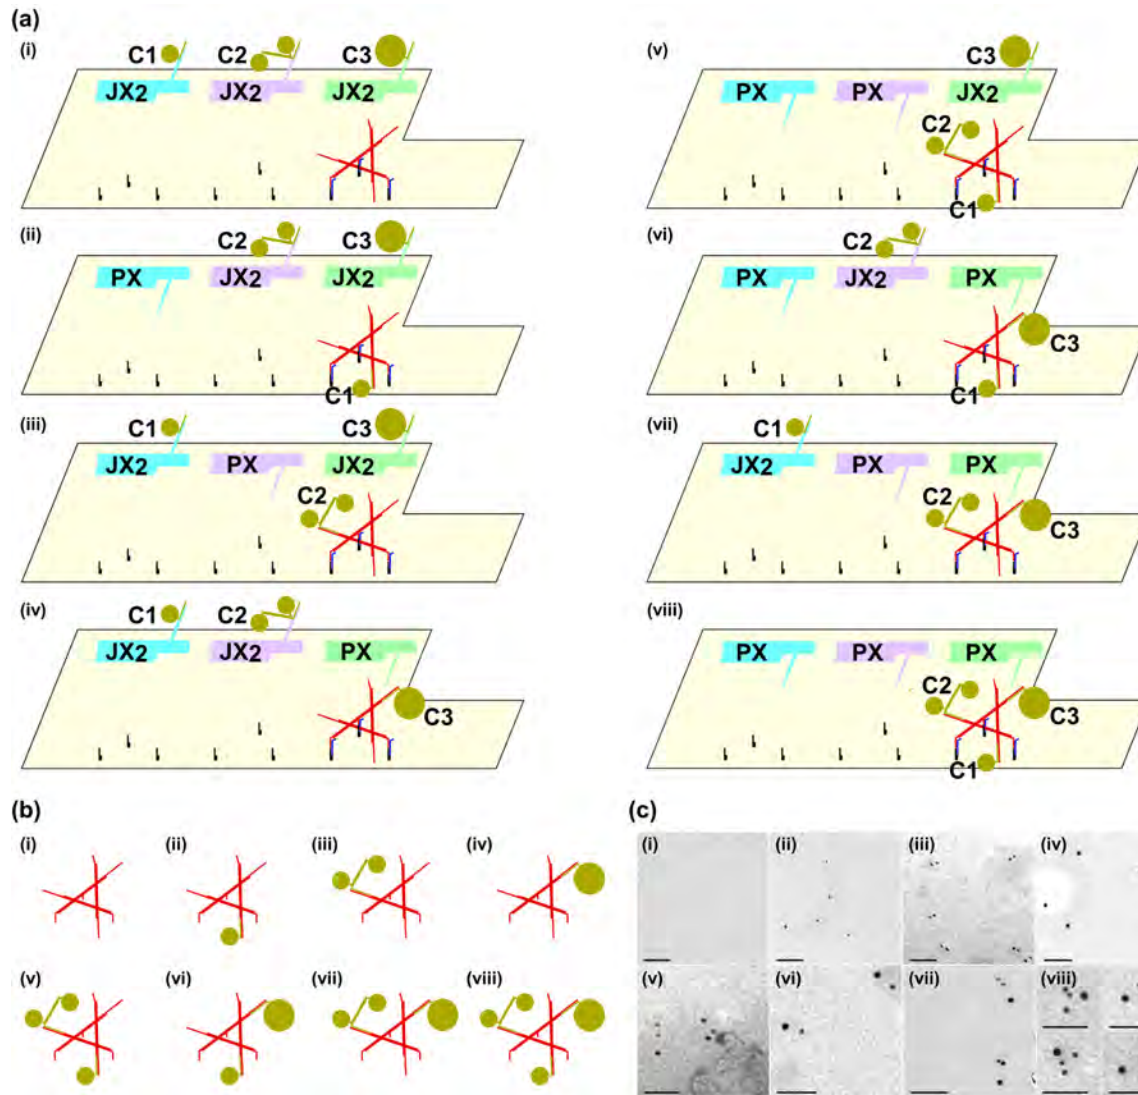 (a)
(i)
C1
C2
C3
JX2
JX2
JX2
(ii)
C2
C3
PX
JX2
JX2
C1
(iii)
C1
C3
JX2
PX
JX2
C2
(iv)
C1
C2
JX2
JX2
PX
C3
(v)
C3
PX
PX
JX2
C2
C1
(vi)
C2
PX
JX2
PX
C3
C1
(vii)
C1
JX2
PX
PX
C2
C3
(viii)
PX
PX
PX
C2
C3
C1
(b)
(i) (ii) (iii) (iv)
(v) (vi) (vii) (viii)
(c)
(i) (ii) (iii) (iv)
(v) (vi) (vii) (viii)